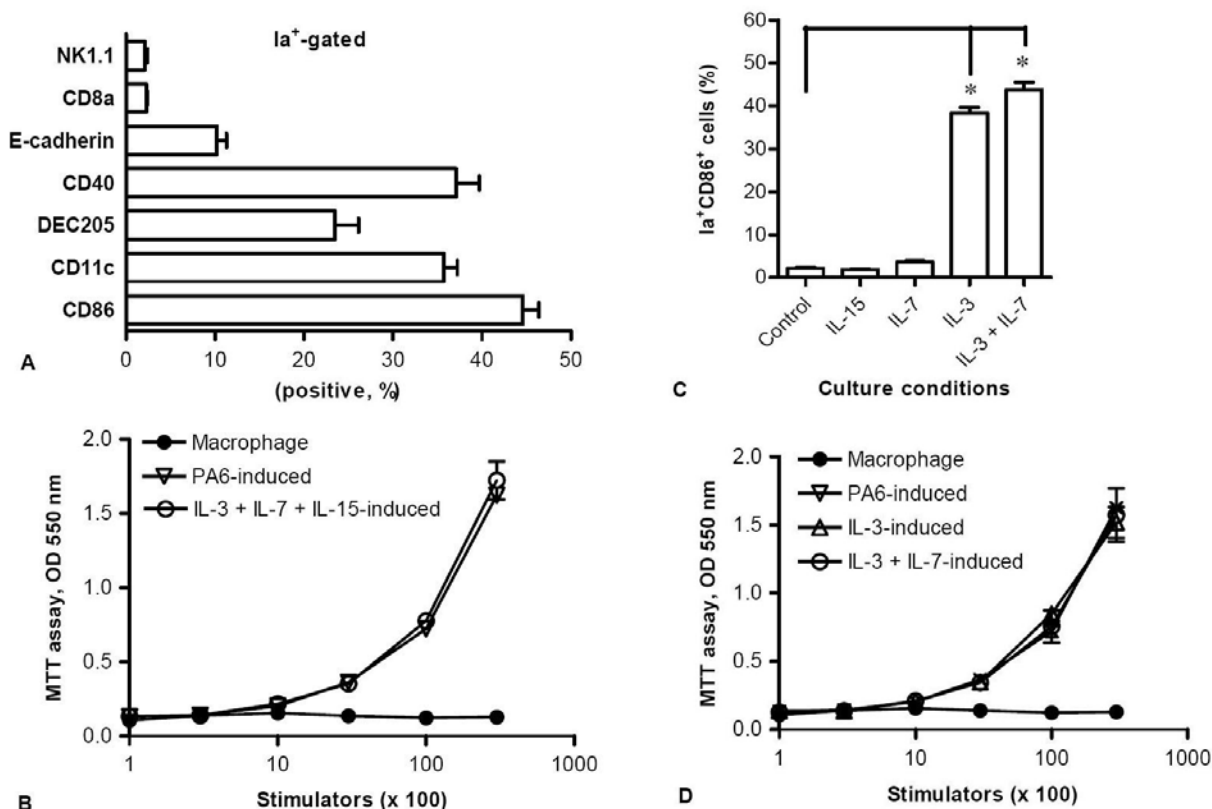 Ia⁺-gated
NK1.1
CD8a
E-cadherin
CD40
DEC205
CD11c
CD86
0 10 20 30 40 50
(positive, %)
A
MTT assay, OD 550 nm
2.0
1.5
1.0
0.5
0.0
Macrophage
PA6-induced
IL-3 + IL-7 + IL-15-induced
1 10 100 1000
Stimulators (x 100)
B
Ia⁺CD86⁺ cells (%)
60
50
40
30
20
10
0
* *
Control IL-15 IL-7 IL-3 IL-3 + IL-7
Culture conditions
C
MTT assay, OD 550 nm
2.0
1.5
1.0
0.5
0.0
Macrophage
PA6-induced
IL-3-induced
IL-3 + IL-7-induced
1 10 100 1000
Stimulators (x 100)
D